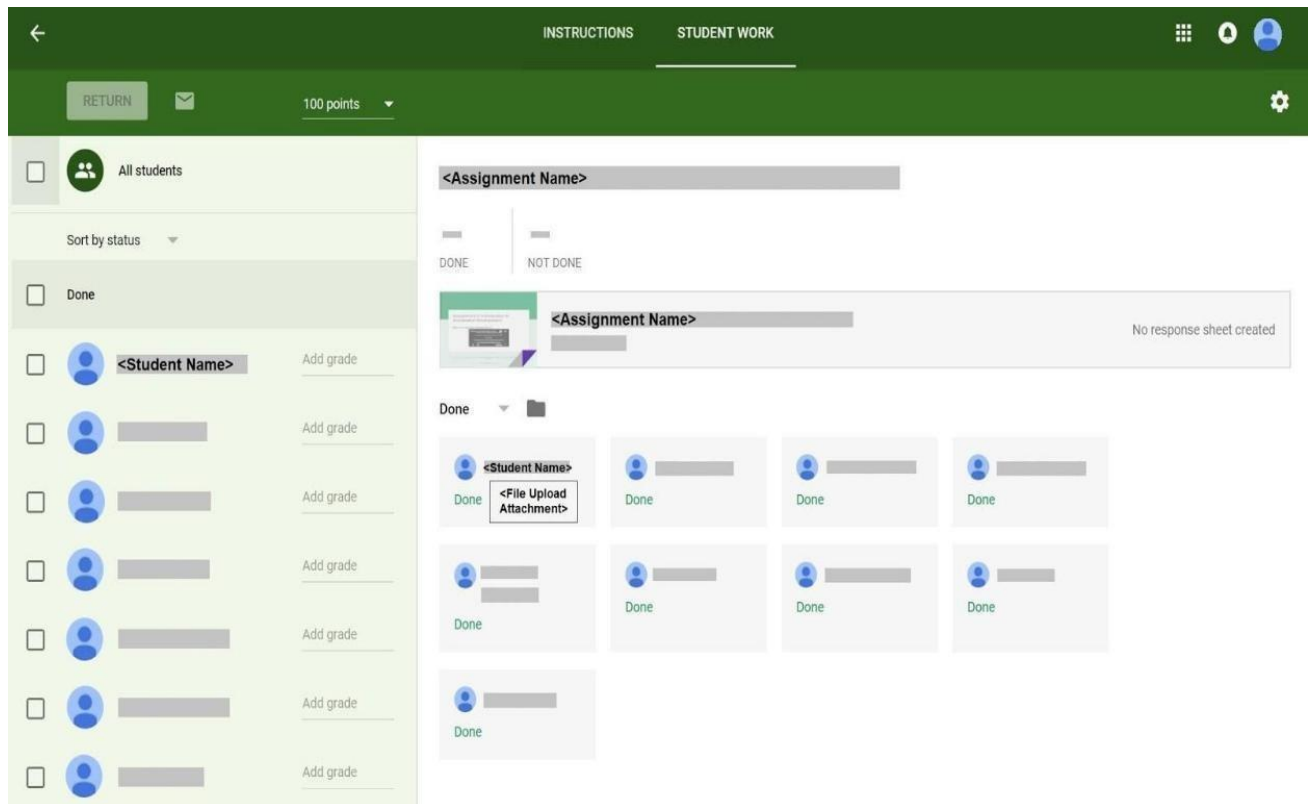 INSTRUCTIONS
STUDENT WORK
RETURN
100 points
All students
Sort by status
Done
<Student Name>
Add grade
Add grade
Add grade
Add grade
Add grade
Add grade
Add grade
<Assignment Name>
DONE
NOT DONE
<Assignment Name>
No response sheet created
Done
<Student Name>
Done
<File Upload
Attachment>
Done
Done
Done
Done
Done
Done
Done
Done